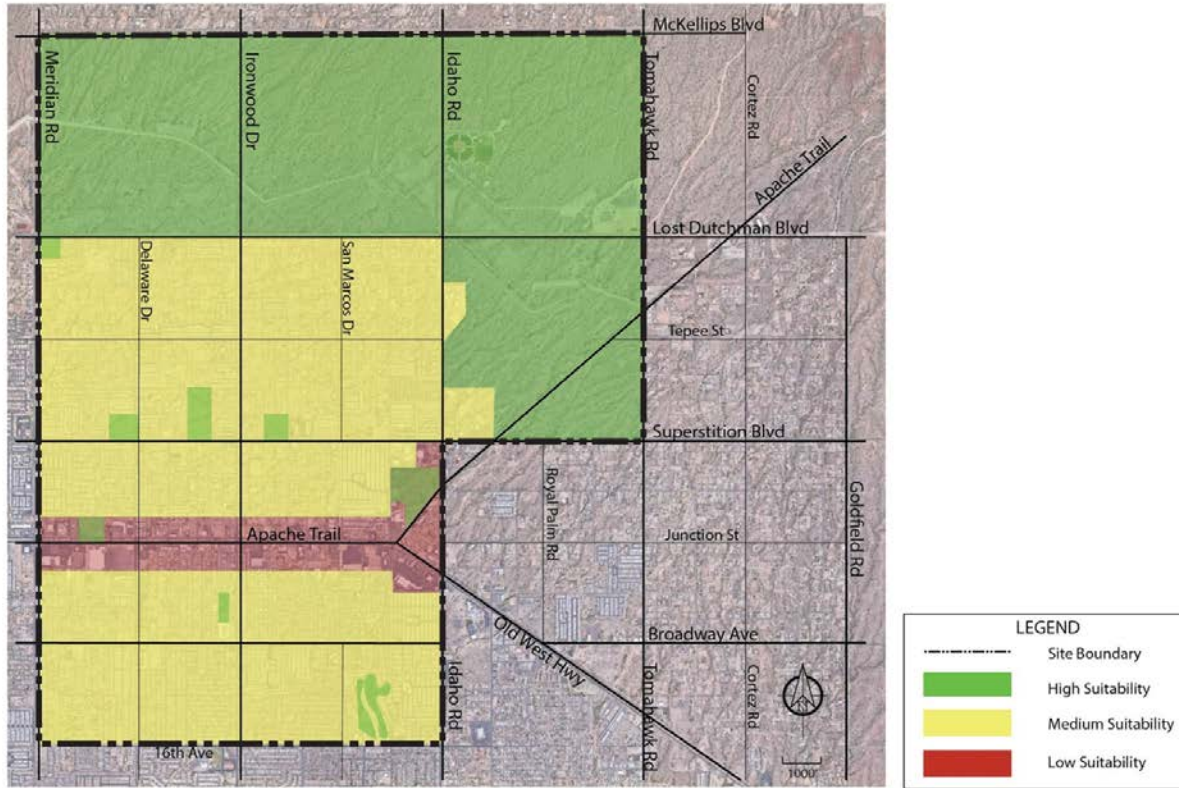 McKellips Blvd
Meridian Rd
Ironwood Dr
Idaho Rd
Tomahawk Rd
Cortez Rd
Apache Trail
Lost Dutchman Blvd
Delaware Dr
San Marcos Dr
Tepee St
Superstition Blvd
Royal Palm Rd
Goldfield Rd
Apache Trail
Junction St
Old West Hwy
Broadway Ave
Idaho Rd
Tomahawk Rd
Cortez Rd
16th Ave
1000'
LEGEND
Site Boundary
High Suitability
Medium Suitability
Low Suitability